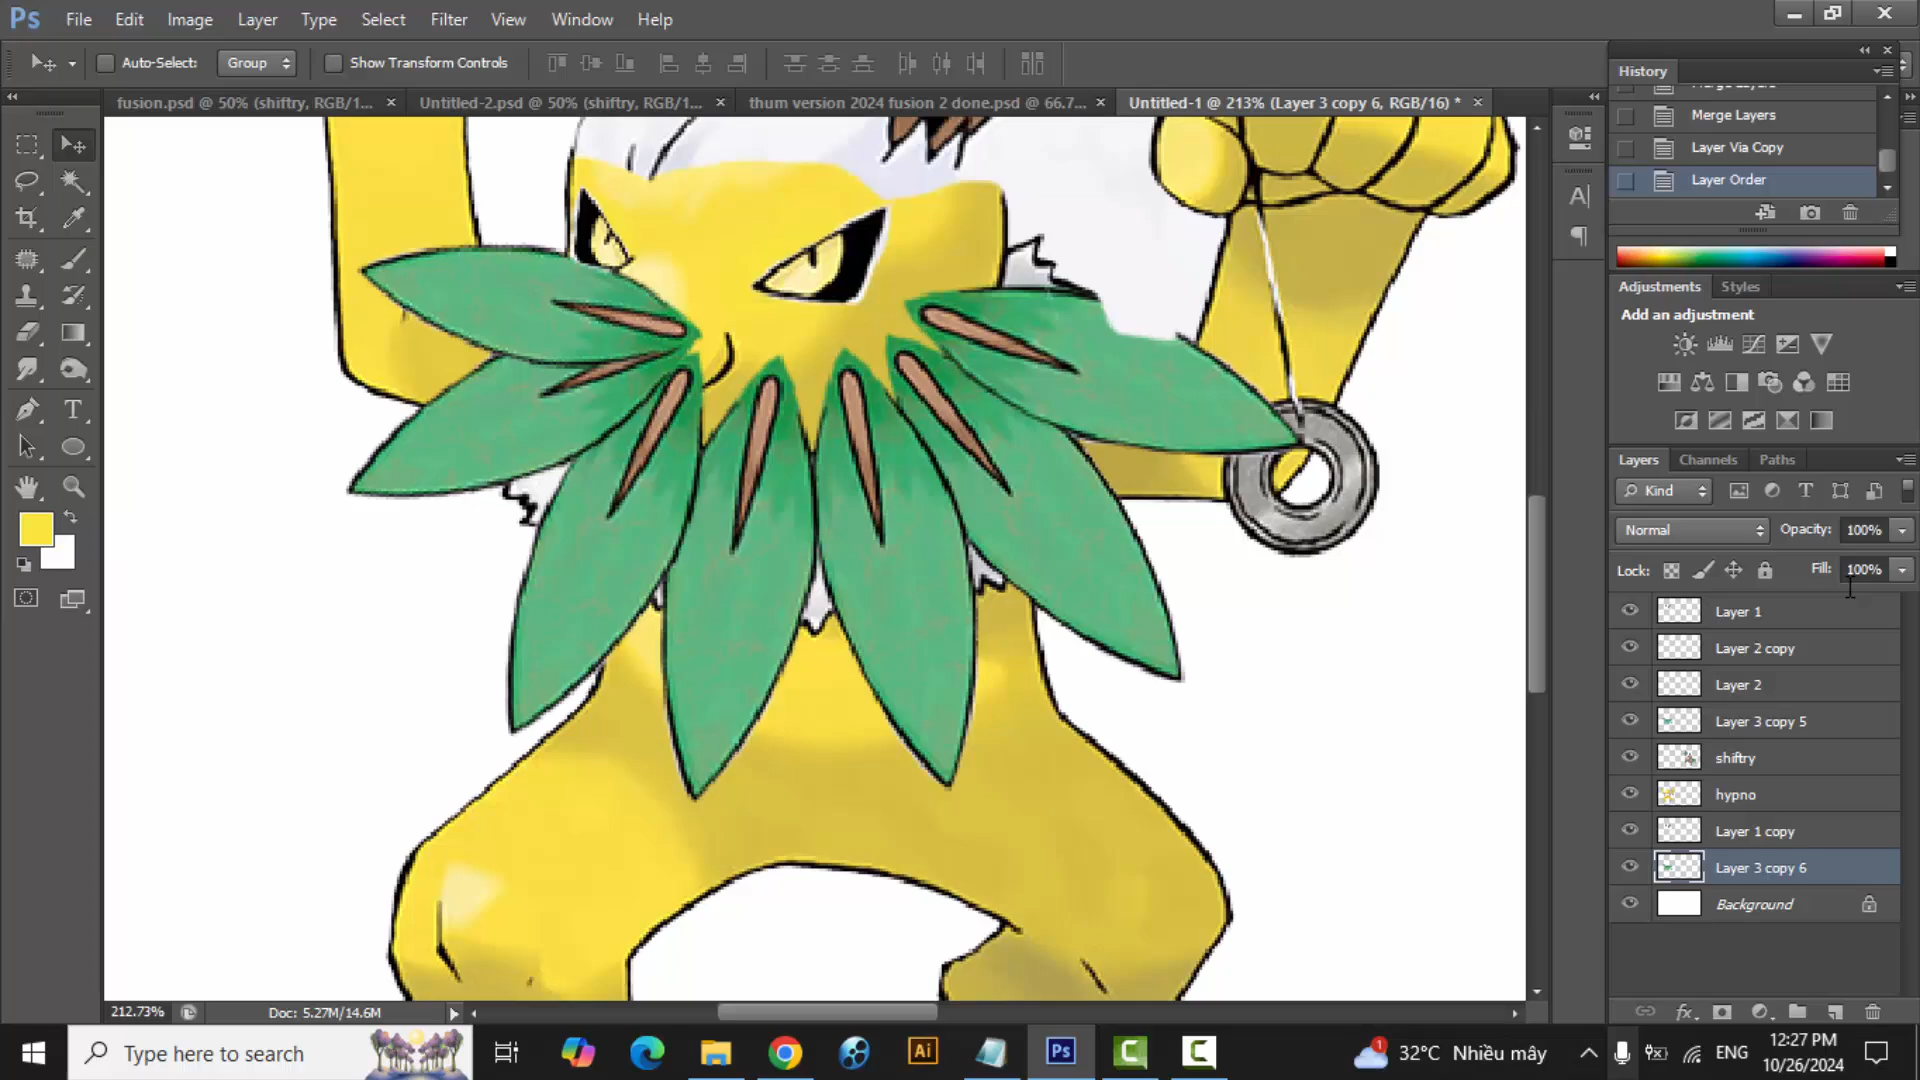 Ps File Edit Image Layer Type Select Filter View Window Help
Auto-Select: Group Show Transform Controls
fusion.psd @ 50% (shiftry, RGB/1... × Untitled-2.psd @ 50% (shiftry, RGB/1... × thum version 2024 fusion 2 done.psd @ 66.7... × Untitled-1 @ 213% (Layer 3 copy 6, RGB/16) * ×
History
Merge Layers
Merge Layers
Layer Via Copy
Layer Order
Adjustments Styles
Add an adjustment
Layers Channels Paths
Kind
Normal Opacity: 100%
Lock: Fill: 100%
Layer 1
Layer 2 copy
Layer 2
Layer 3 copy 5
shiftry
hypno
Layer 1 copy
Layer 3 copy 6
Background
212.73% Doc: 5.27M/14.6M
Type here to search
Ai Ps
32°C Nhiều mây
ENG
12:27 PM
10/26/2024